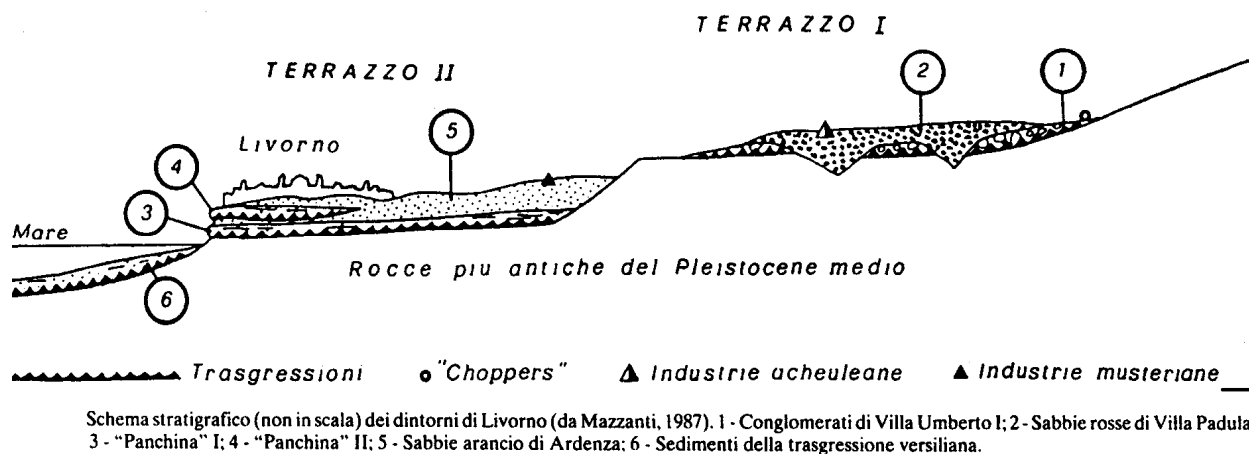 TERRAZZO I
TERRAZZO II
2
1
5
Livorno
4
3
Mare
Rocce piu antiche del Pleistocene medio
6
Trasgressioni "Choppers" Industrie acheuleane Industrie musteriane
Schema stratigrafico (non in scala) dei dintorni di Livorno (da Mazzanti, 1987). 1 - Conglomerati di Villa Umberto I; 2 - Sabbie rosse di Villa Padula
3 - "Panchina" I; 4 - "Panchina" II; 5 - Sabbie arancio di Ardenza; 6 - Sedimenti della trasgressione versiliana.